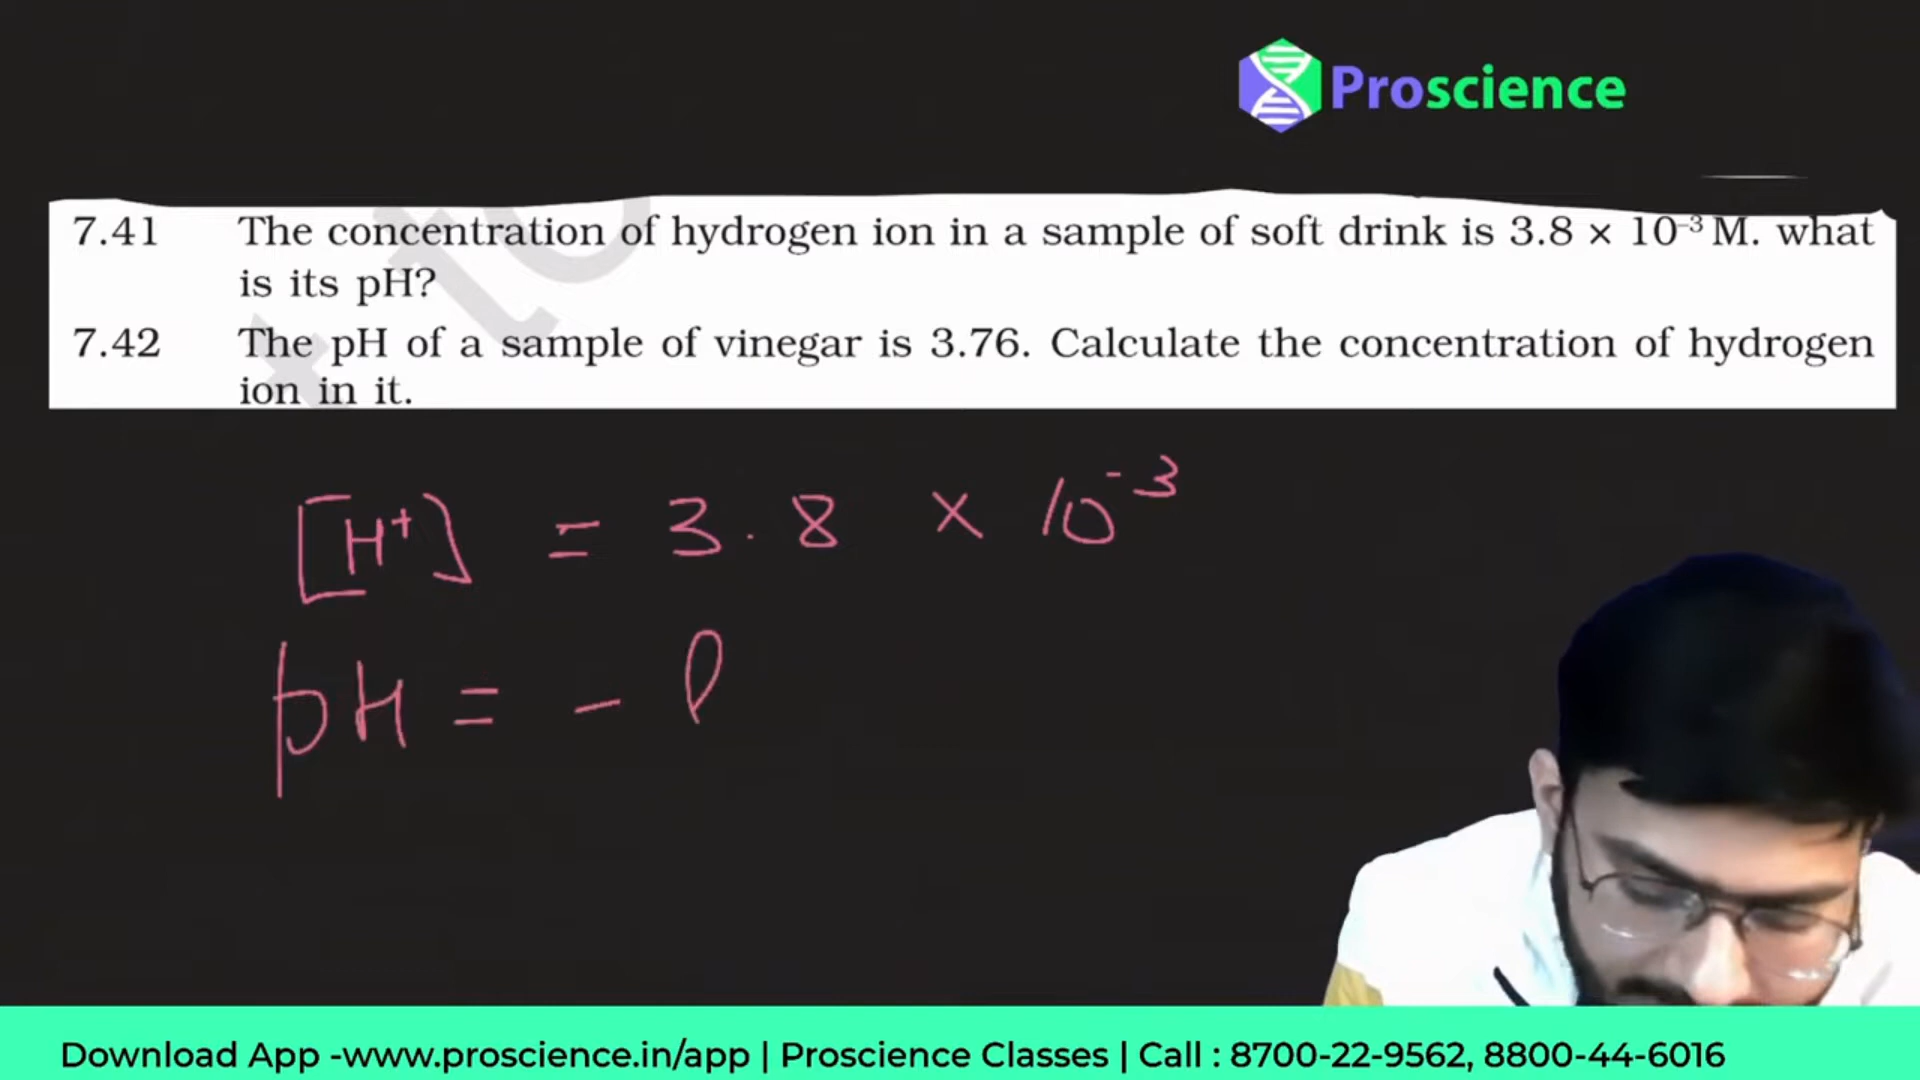 Proscience
7.41 The concentration of hydrogen ion in a sample of soft drink is 3.8 × 10⁻³ M. what
is its pH?
7.42 The pH of a sample of vinegar is 3.76. Calculate the concentration of hydrogen
ion in it.
[H⁺] = 3.8 × 10⁻³
pH = - l
Download App -www.proscience.in/app | Proscience Classes | Call : 8700-22-9562, 8800-44-6016